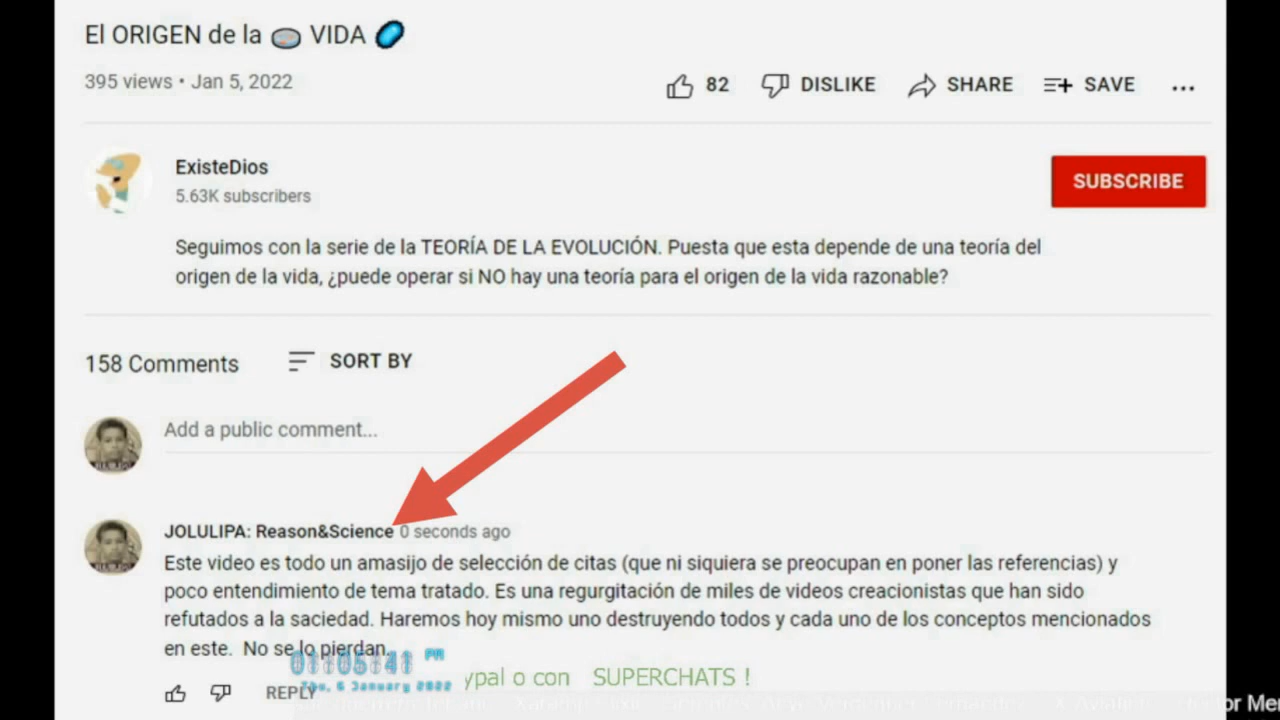 El ORIGEN de la VIDA
395 views • Jan 5, 2022
82 DISLIKE SHARE SAVE ...
ExisteDios
5.63K subscribers
SUBSCRIBE
Seguimos con la serie de la TEORÍA DE LA EVOLUCIÓN. Puesta que esta depende de una teoría del
origen de la vida, ¿puede operar si NO hay una teoría para el origen de la vida razonable?
158 Comments SORT BY
Add a public comment...
JOLULIPA: Reason&Science 0 seconds ago
Este video es todo un amasijo de selección de citas (que ni siquiera se preocupan en poner las referencias) y
poco entendimiento de tema tratado. Es una regurgitación de miles de videos creacionistas que han sido
refutados a la saciedad. Haremos hoy mismo uno destruyendo todos y cada uno de los conceptos mencionados
en este. No se lo pierdan.
01:05:41 PM
Thu, 6 January 2022
ypal o con SUPERCHATS !
REPLY